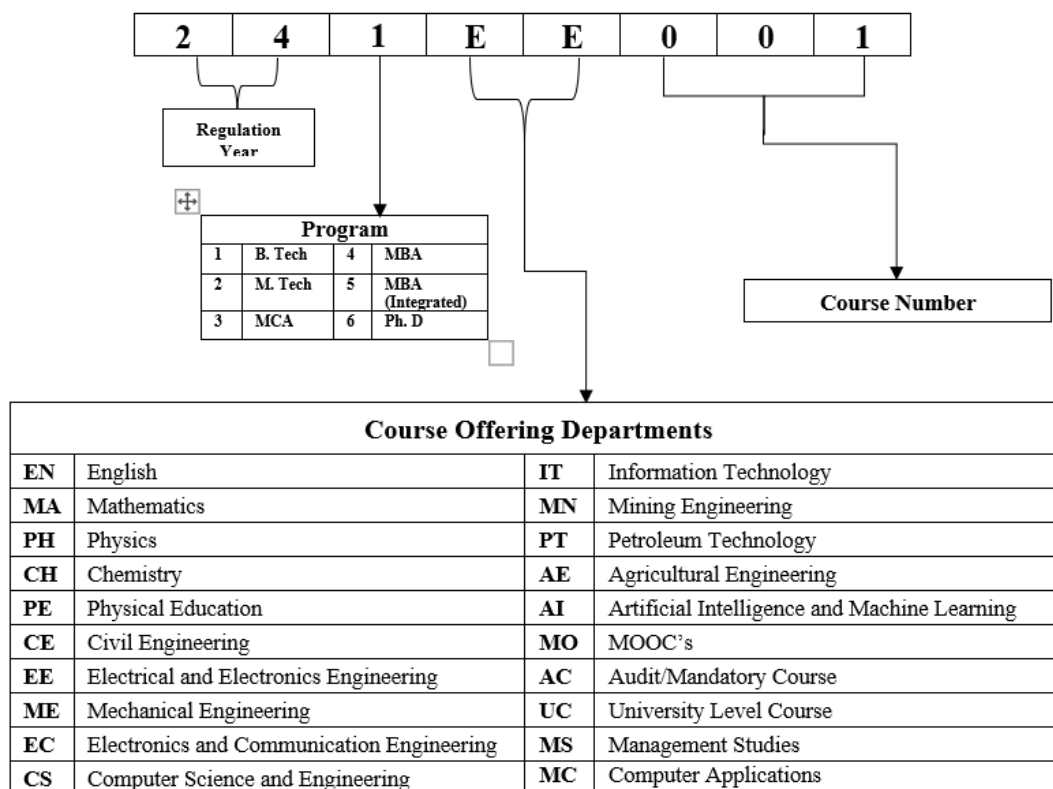 2 4 1 E E 0 0 1
Regulation
Year
Program
1 B. Tech 4 MBA
2 M. Tech 5 MBA
(Integrated)
3 MCA 6 Ph. D
Course Number
Course Offering Departments
EN English IT Information Technology
MA Mathematics MN Mining Engineering
PH Physics PT Petroleum Technology
CH Chemistry AE Agricultural Engineering
PE Physical Education AI Artificial Intelligence and Machine Learning
CE Civil Engineering MO MOOC’s
EE Electrical and Electronics Engineering AC Audit/Mandatory Course
ME Mechanical Engineering UC University Level Course
EC Electronics and Communication Engineering MS Management Studies
CS Computer Science and Engineering MC Computer Applications